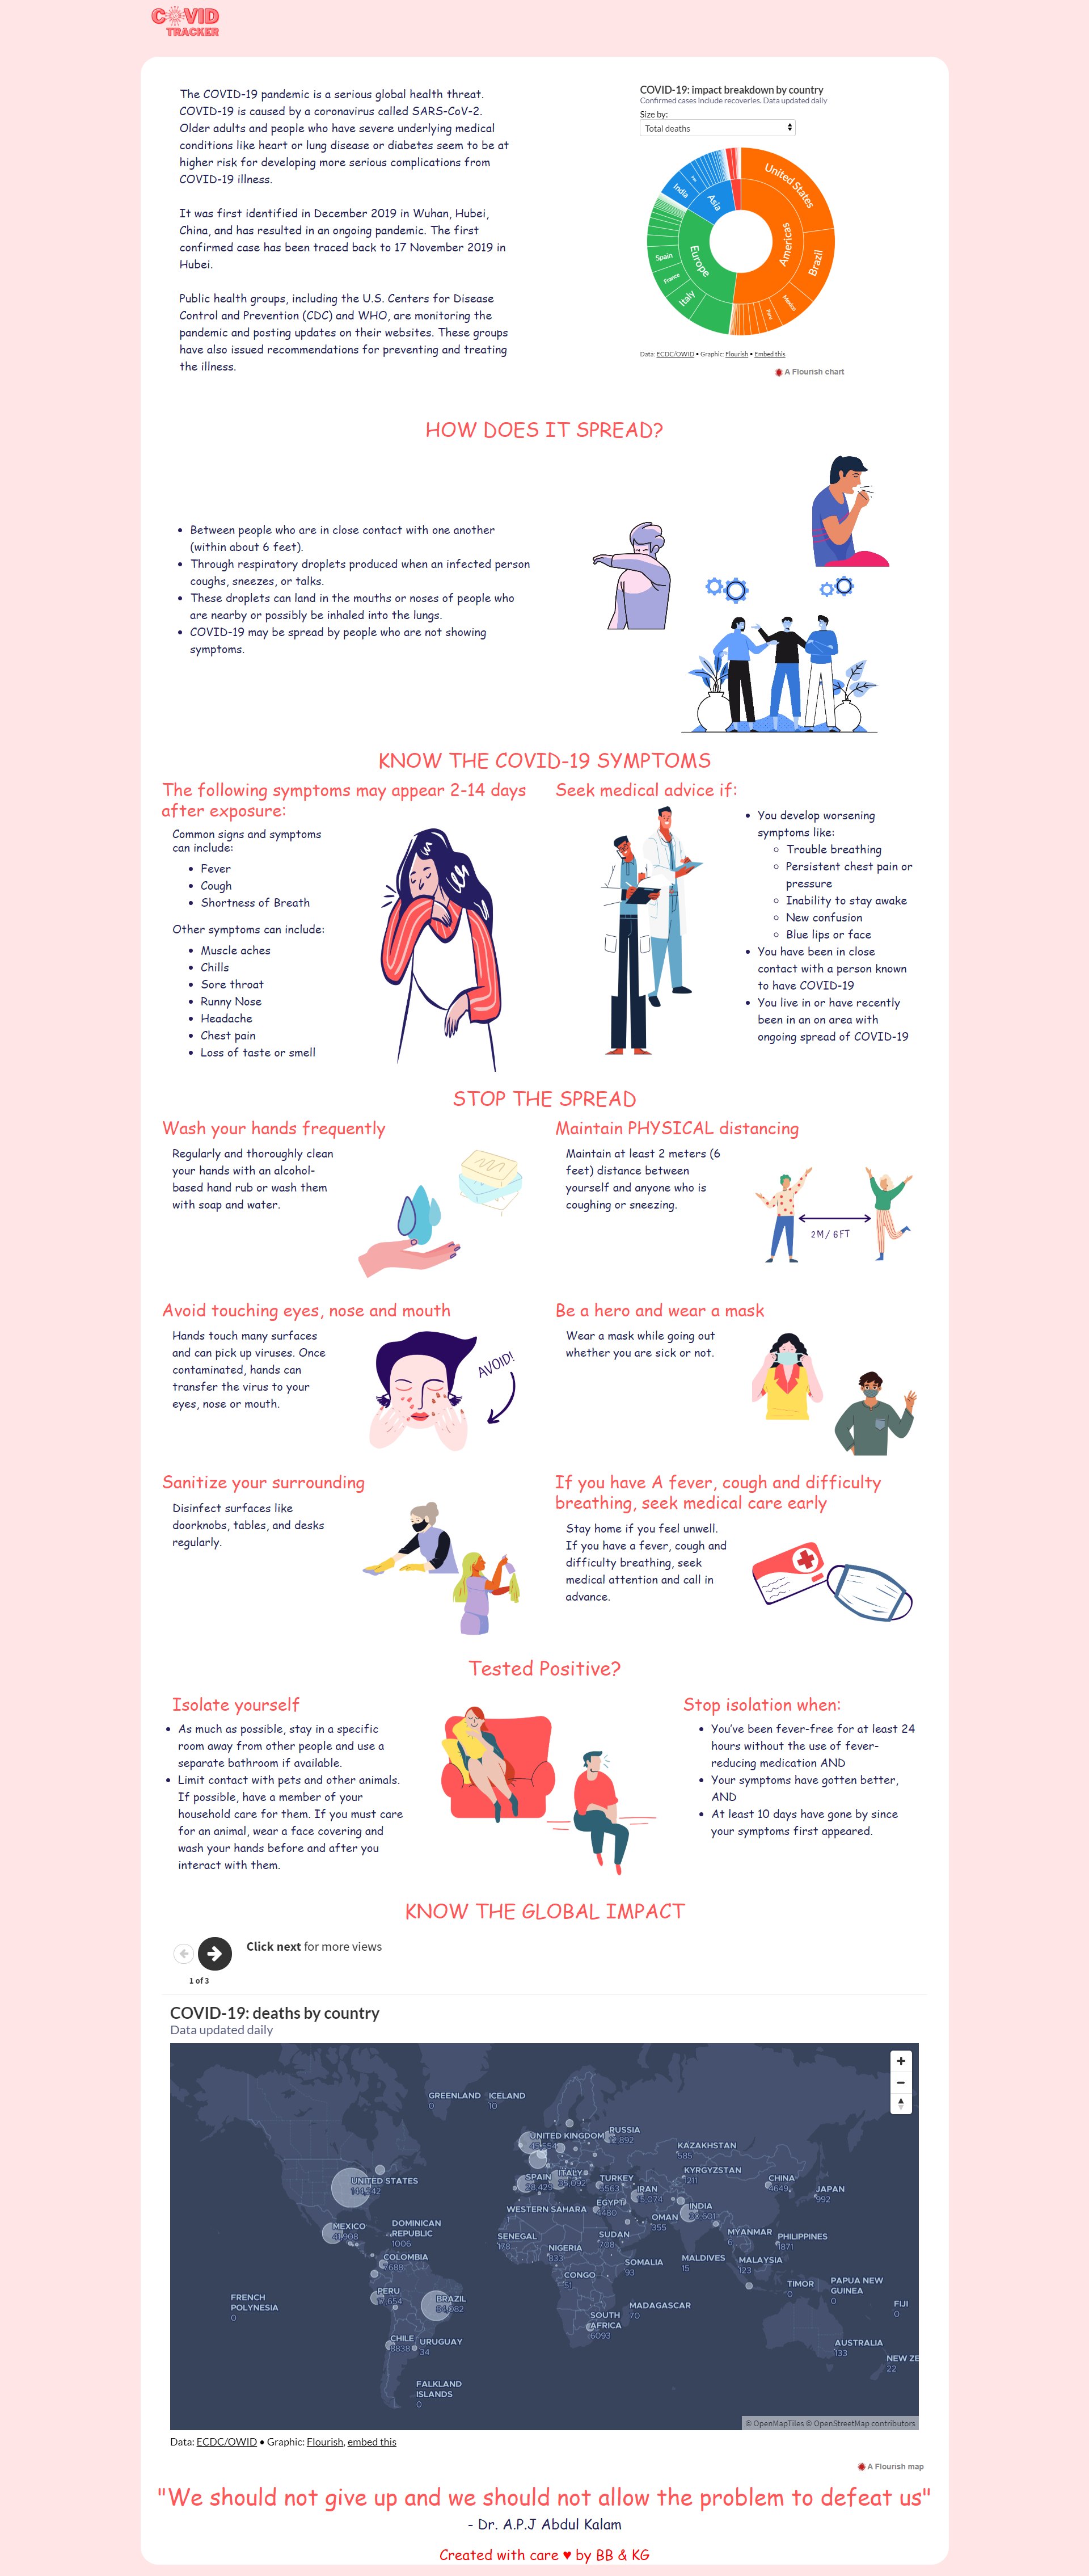 COVID
TRACKER
The COVID-19 pandemic is a serious global health threat.
COVID-19 is caused by a coronavirus called SARS-CoV-2.
Older adults and people who have severe underlying medical
conditions like heart or lung disease or diabetes seem to be at
higher risk for developing more serious complications from
COVID-19 illness.
It was first identified in December 2019 in Wuhan, Hubei,
China, and has resulted in an ongoing pandemic. The first
confirmed case has been traced back to 17 November 2019 in
Hubei.
Public health groups, including the U.S. Centers for Disease
Control and Prevention (CDC) and WHO, are monitoring the
pandemic and posting updates on their websites. These groups
have also issued recommendations for preventing and treating
the illness.
COVID-19: impact breakdown by country
Confirmed cases include recoveries. Data updated daily
Size by:
Total deaths
United States
Americas
Brazil
Mexico
Peru
Europe
Italy
France
Spain
Asia
India
Data: ECDC/OWID • Graphic: Flourish • Embed this
A Flourish chart
HOW DOES IT SPREAD?
Between people who are in close contact with one another
(within about 6 feet).
Through respiratory droplets produced when an infected person
coughs, sneezes, or talks.
These droplets can land in the mouths or noses of people who
are nearby or possibly be inhaled into the lungs.
COVID-19 may be spread by people who are not showing
symptoms.
KNOW THE COVID-19 SYMPTOMS
The following symptoms may appear 2-14 days
after exposure:
Common signs and symptoms
can include:
Fever
Cough
Shortness of Breath
Other symptoms can include:
Muscle aches
Chills
Sore throat
Runny Nose
Headache
Chest pain
Loss of taste or smell
Seek medical advice if:
You develop worsening
symptoms like:
Trouble breathing
Persistent chest pain or
pressure
Inability to stay awake
New confusion
Blue lips or face
You have been in close
contact with a person known
to have COVID-19
You live in or have recently
been in an on area with
ongoing spread of COVID-19
STOP THE SPREAD
Wash your hands frequently
Regularly and thoroughly clean
your hands with an alcohol-
based hand rub or wash them
with soap and water.
Maintain PHYSICAL distancing
Maintain at least 2 meters (6
feet) distance between
yourself and anyone who is
coughing or sneezing.
2M/ 6FT
Avoid touching eyes, nose and mouth
Hands touch many surfaces
and can pick up viruses. Once
contaminated, hands can
transfer the virus to your
eyes, nose or mouth.
AVOID!
Be a hero and wear a mask
Wear a mask while going out
whether you are sick or not.
Sanitize your surrounding
Disinfect surfaces like
doorknobs, tables, and desks
regularly.
If you have A fever, cough and difficulty
breathing, seek medical care early
Stay home if you feel unwell.
If you have a fever, cough and
difficulty breathing, seek
medical attention and call in
advance.
Tested Positive?
Isolate yourself
As much as possible, stay in a specific
room away from other people and use a
separate bathroom if available.
Limit contact with pets and other animals.
If possible, have a member of your
household care for them. If you must care
for an animal, wear a face covering and
wash your hands before and after you
interact with them.
Stop isolation when:
You've been fever-free for at least 24
hours without the use of fever-
reducing medication AND
Your symptoms have gotten better,
AND
At least 10 days have gone by since
your symptoms first appeared.
KNOW THE GLOBAL IMPACT
Click next for more views
1 of 3
COVID-19: deaths by country
Data updated daily
GREENLAND
0
ICELAND
10
UNITED KINGDOM
RUSSIA
KAZAKHSTAN
585
UNITED STATES
SPAIN
ITALY
TURKEY
KYRGYZSTAN
IRAN
CHINA
4649
JAPAN
992
WESTERN SAHARA
EGYPT
4480
INDIA
OMAN
355
MEXICO
DOMINICAN
REPUBLIC
1006
SENEGAL
178
NIGERIA
833
SUDAN
708
MYANMAR
6
PHILIPPINES
1871
COLOMBIA
SOMALIA
93
MALDIVES
15
MALAYSIA
123
CONGO
51
FRENCH
POLYNESIA
0
PERU
BRAZIL
MADAGASCAR
70
TIMOR
0
PAPUA NEW
GUINEA
0
FIJI
0
SOUTH
AFRICA
6093
CHILE
8838
URUGUAY
34
AUSTRALIA
133
NEW ZE
22
FALKLAND
ISLANDS
0
© OpenMapTiles © OpenStreetMap contributors
Data: ECDC/OWID • Graphic: Flourish, embed this
A Flourish map
"We should not give up and we should not allow the problem to defeat us"
- Dr. A.P.J Abdul Kalam
Created with care ♥ by BB & KG